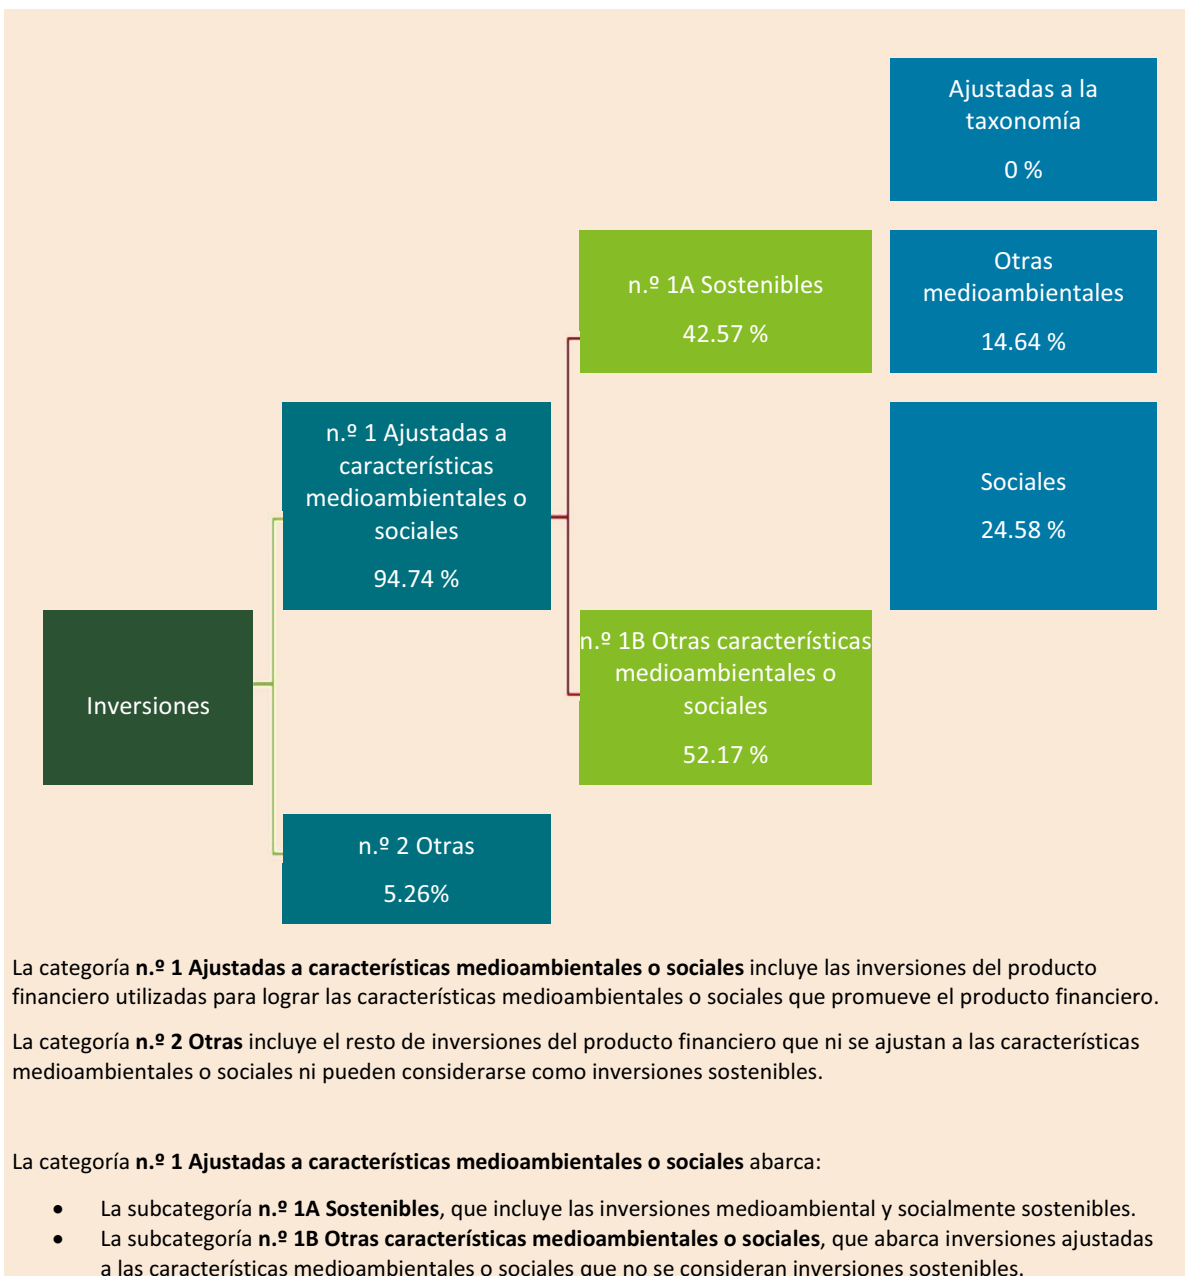 Ajustadas a la
taxonomía
0 %
n.º 1A Sostenibles
42.57 %
Otras
medioambientales
14.64 %
n.º 1 Ajustadas a
características
medioambientales o
sociales
94.74 %
Sociales
24.58 %
Inversiones
n.º 1B Otras características
medioambientales o
sociales
52.17 %
n.º 2 Otras
5.26%
La categoría n.º 1 Ajustadas a características medioambientales o sociales incluye las inversiones del producto
financiero utilizadas para lograr las características medioambientales o sociales que promueve el producto financiero.
La categoría n.º 2 Otras incluye el resto de inversiones del producto financiero que ni se ajustan a las características
medioambientales o sociales ni pueden considerarse como inversiones sostenibles.
La categoría n.º 1 Ajustadas a características medioambientales o sociales abarca:
• La subcategoría n.º 1A Sostenibles, que incluye las inversiones medioambiental y socialmente sostenibles.
• La subcategoría n.º 1B Otras características medioambientales o sociales, que abarca inversiones ajustadas
a las características medioambientales o sociales que no se consideran inversiones sostenibles.